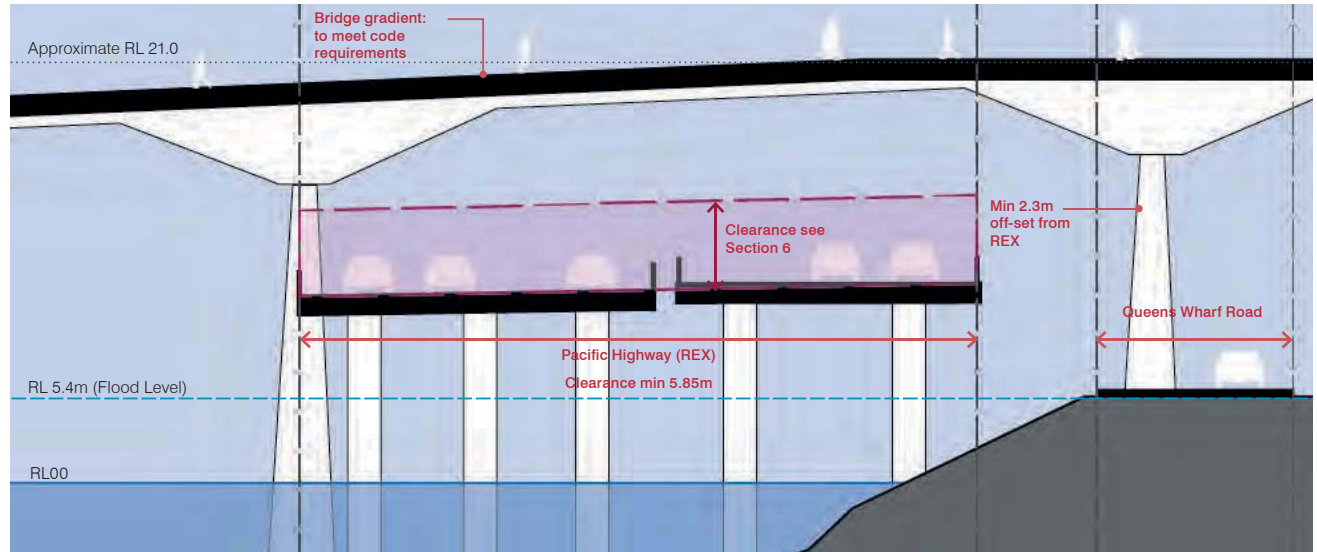 Bridge gradient:
to meet code
requirements
Approximate RL 21.0
Clearance see
Section 6
Min 2.3m
off-set from
REX
Queens Wharf Road
Pacific Highway (REX)
Clearance min 5.85m
RL 5.4m (Flood Level)
RL00